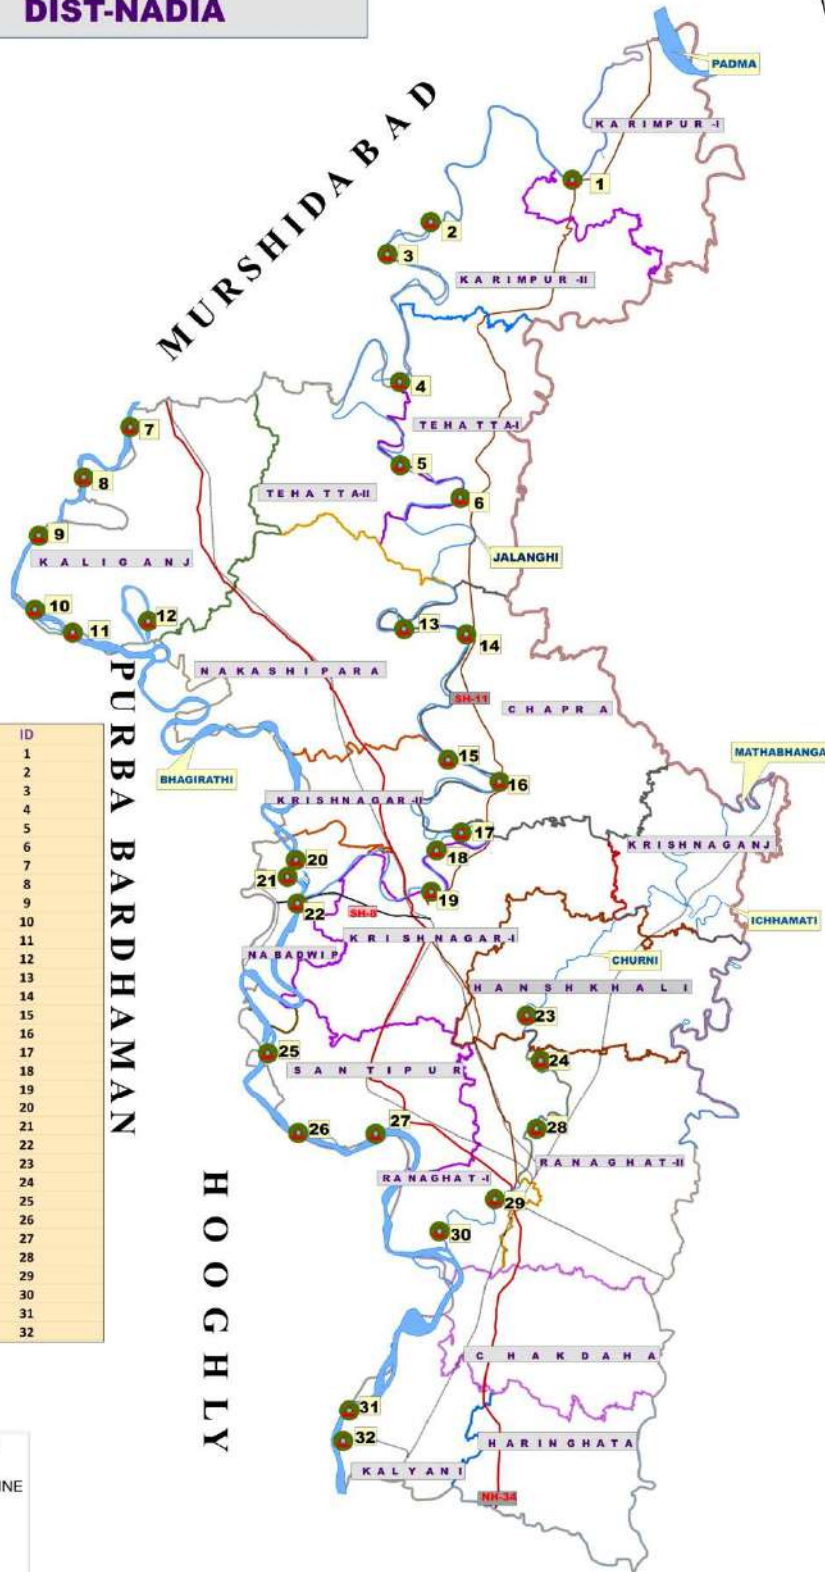 DIST-NADIA
PADMA
KARIMPUR -I
MURSHIDABAD
1
2
3
KARIMPUR -II
4
TEHATTA-I
7
5
8
TEHATTA-II
6
9
JALANGHI
KALIGANJ
10
12
11
13
14
NAKASHIPARA
SH-11
CHAPRA
PURBA BARDHAMAN
ID
1
2
3
4
5
6
7
8
9
10
11
12
13
14
15
16
17
18
19
20
21
22
23
24
25
26
27
28
29
30
31
32
MATHABHANGA
15
BHAGIRATHI
16
KRISHNAGAR-II
17
KRISHNAGANJ
18
20
21
19
22
SH-8
ICHHAMATI
KRISHNAGAR-I
NABADWIP
CHURNI
HANSHKHALI
23
25
24
SANTIPUR
27
28
26
RANAGHAT-II
RANAGHAT-I
29
HOOGHLY
30
CHAKDAHA
31
32
HARINGHATA
KALYANI
INE
NH-34